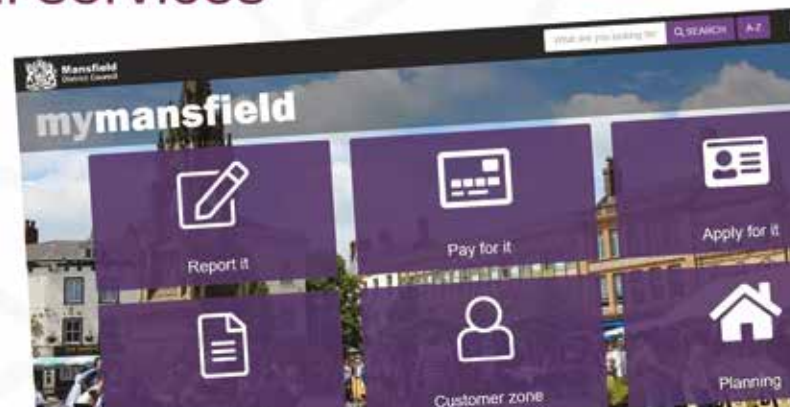 services
What are you looking for
SEARCH
A-Z
Mansfield
District Council
mymansfield
Report it
Pay for it
Apply for it
Customer zone
Planning